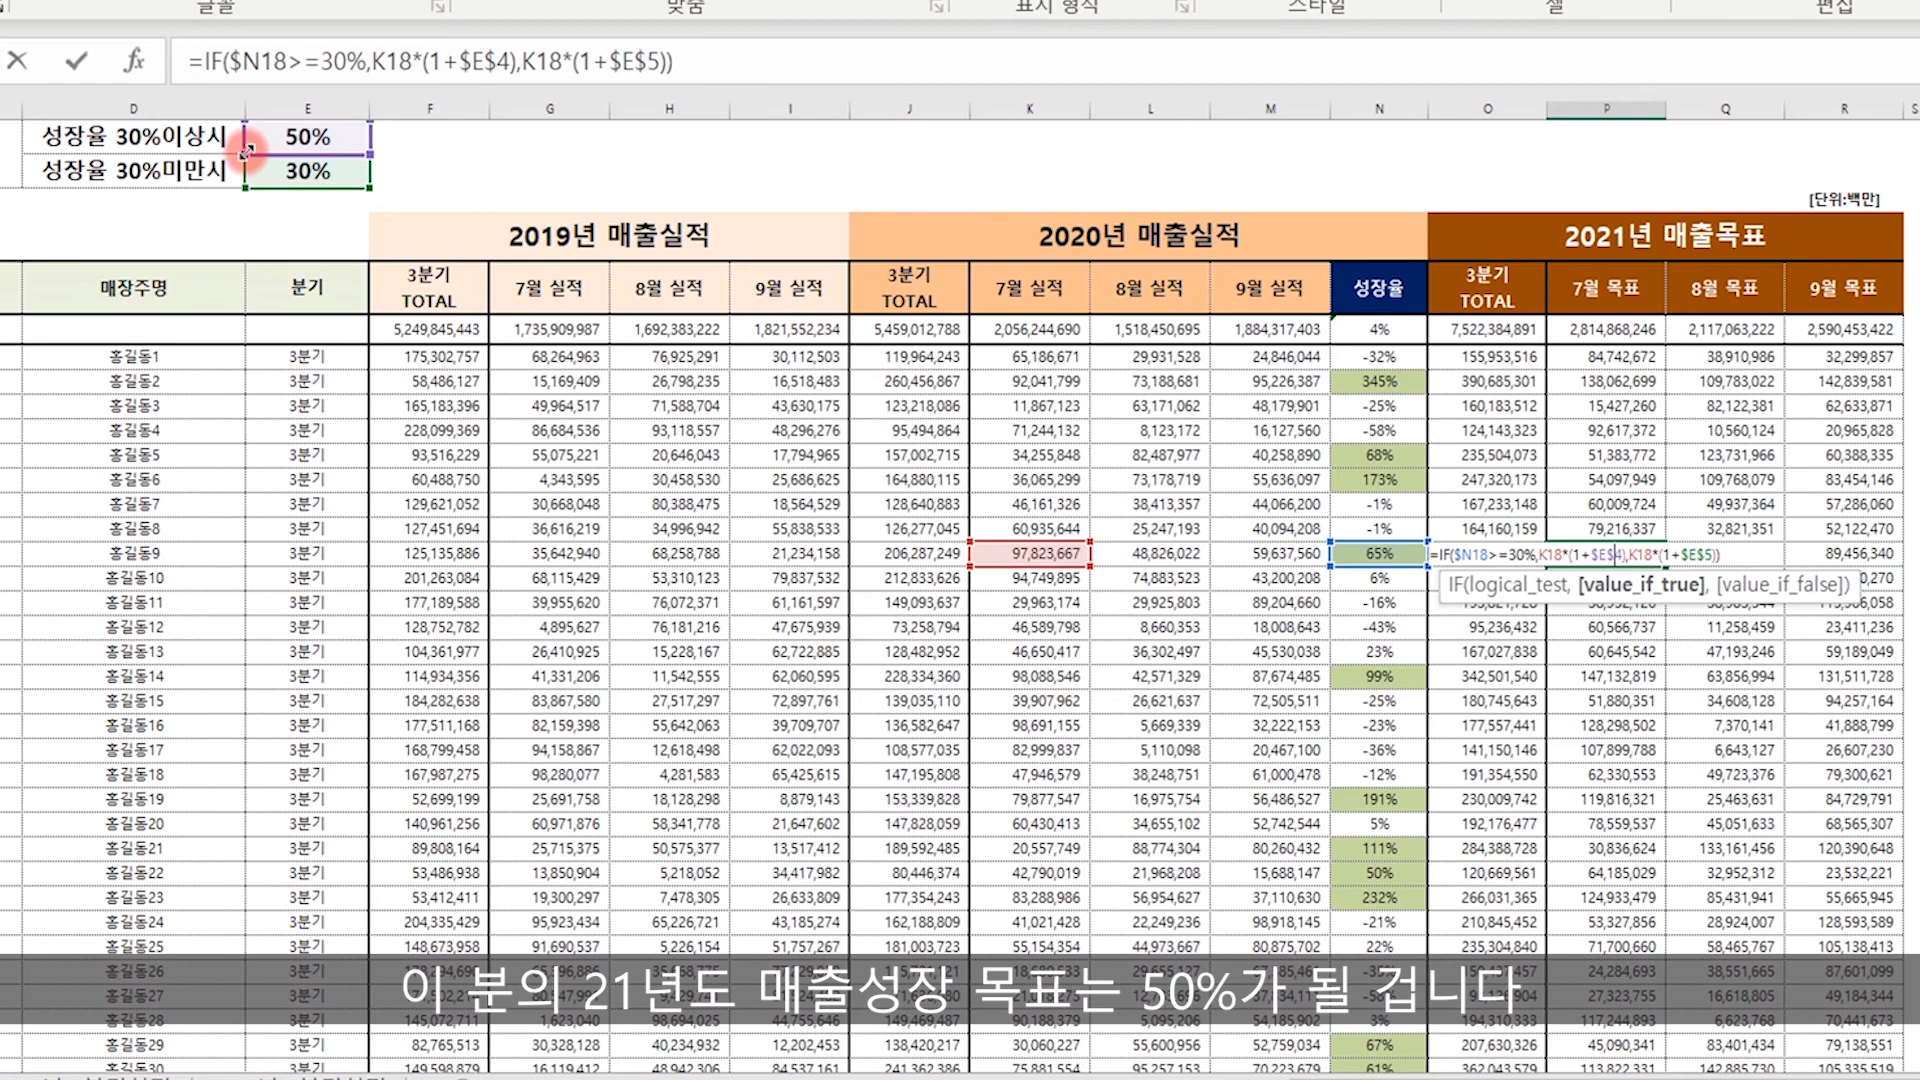 글꼴 맞춤 표시 형식 스타일 셀 편집
fx =IF($N18>=30%,K18*(1+$E$4),K18*(1+$E$5))
D E F G H I J K L M N O P Q R S
성장율 30%이상시 50%
성장율 30%미만시 30%
[단위:백만]
2019년 매출실적 2020년 매출실적 2021년 매출목표
매장주명 분기 3분기 TOTAL 7월 실적 8월 실적 9월 실적 3분기 TOTAL 7월 실적 8월 실적 9월 실적 성장율 3분기 TOTAL 7월 목표 8월 목표 9월 목표
5,249,845,443 1,735,909,987 1,692,383,222 1,821,552,234 5,459,012,788 2,056,244,690 1,518,450,695 1,884,317,403 4% 7,522,384,891 2,814,868,246 2,117,063,222 2,590,453,422
홍길동1 3분기 175,302,757 68,264,963 76,925,291 30,112,503 119,964,243 65,186,671 29,931,528 24,846,044 -32% 155,953,516 84,742,672 38,910,986 32,299,857
홍길동2 3분기 58,486,127 15,169,409 26,798,235 16,518,483 260,456,867 92,041,799 73,188,681 95,226,387 345% 390,685,301 138,062,699 109,783,022 142,839,581
홍길동3 3분기 165,183,396 49,964,517 71,588,704 43,630,175 123,218,086 11,867,123 63,171,062 48,179,901 -25% 160,183,512 15,427,260 82,122,381 62,633,871
홍길동4 3분기 228,099,369 86,684,536 93,118,557 48,296,276 95,494,864 71,244,132 8,123,172 16,127,560 -58% 124,143,323 92,617,372 10,560,124 20,965,828
홍길동5 3분기 93,516,229 55,075,221 20,646,043 17,794,965 157,002,715 34,255,848 82,487,977 40,258,890 68% 235,504,073 51,383,772 123,731,966 60,388,335
홍길동6 3분기 60,488,750 4,343,595 30,458,530 25,686,625 164,880,115 36,065,299 73,178,719 55,636,097 173% 247,320,173 54,097,949 109,768,079 83,454,146
홍길동7 3분기 129,621,052 30,668,048 80,388,475 18,564,529 128,640,883 46,161,326 38,413,357 44,066,200 -1% 167,233,148 60,009,724 49,937,364 57,286,060
홍길동8 3분기 127,451,694 36,616,219 34,996,942 55,838,533 126,277,045 60,935,644 25,247,193 40,094,208 -1% 164,160,159 79,216,337 32,821,351 52,122,470
홍길동9 3분기 125,135,886 35,642,940 68,258,788 21,234,158 206,287,249 97,823,667 48,826,022 59,637,560 65% =IF($N18>=30%,K18*(1+$E$4),K18*(1+$E$5)) 89,456,340
홍길동10 3분기 201,263,084 68,115,429 53,310,123 79,837,532 212,833,626 94,749,895 74,883,523 43,200,208 6% 0,270
IF(logical_test, [value_if_true], [value_if_false])
홍길동11 3분기 177,189,588 39,955,620 76,072,371 61,161,597 149,093,637 29,963,174 29,925,803 89,204,660 -16%
홍길동12 3분기 128,752,782 4,895,627 76,181,216 47,675,939 73,258,794 46,589,798 8,660,353 18,008,643 -43% 95,236,432 60,566,737 11,258,459 23,411,236
홍길동13 3분기 104,361,977 26,410,925 15,228,167 62,722,885 128,482,952 46,650,417 36,302,497 45,530,038 23% 167,027,838 60,645,542 47,193,246 59,189,049
홍길동14 3분기 114,934,356 41,331,206 11,542,555 62,060,595 228,334,360 98,088,546 42,571,329 87,674,485 99% 342,501,540 147,132,819 63,856,994 131,511,728
홍길동15 3분기 184,282,638 83,867,580 27,517,297 72,897,761 139,035,110 39,907,962 26,621,637 72,505,511 -25% 180,745,643 51,880,351 34,608,128 94,257,164
홍길동16 3분기 177,511,168 82,159,398 55,642,063 39,709,707 136,582,647 98,691,155 5,669,339 32,222,153 -23% 177,557,441 128,298,502 7,370,141 41,888,799
홍길동17 3분기 168,799,458 94,158,867 12,618,498 62,022,093 108,577,035 82,999,837 5,110,098 20,467,100 -36% 141,150,146 107,899,788 6,643,127 26,607,230
홍길동18 3분기 167,987,275 98,280,077 4,281,583 65,425,615 147,195,808 47,946,579 38,248,751 61,000,478 -12% 191,354,550 62,330,553 49,723,376 79,300,621
홍길동19 3분기 52,699,199 25,691,758 18,128,298 8,879,143 153,339,828 79,877,547 16,975,754 56,486,527 191% 230,009,742 119,816,321 25,463,631 84,729,791
홍길동20 3분기 140,961,256 60,971,876 58,341,778 21,647,602 147,828,059 60,430,413 34,655,102 52,742,544 5% 192,176,477 78,559,537 45,051,633 68,565,307
홍길동21 3분기 89,808,164 25,715,375 50,575,377 13,517,412 189,592,485 20,557,749 88,774,304 80,260,432 111% 284,388,728 30,836,624 133,161,456 120,390,648
홍길동22 3분기 53,486,938 13,850,904 5,218,052 34,417,982 80,446,374 42,790,019 21,968,208 15,688,147 50% 120,669,561 64,185,029 32,952,312 23,532,221
홍길동23 3분기 53,412,411 19,300,297 7,478,305 26,633,809 177,354,243 83,288,986 56,954,627 37,110,630 232% 266,031,365 124,933,479 85,431,941 55,665,945
홍길동24 3분기 204,335,429 95,923,434 65,226,721 43,185,274 162,188,809 41,021,428 22,249,236 98,918,145 -21% 210,845,452 53,327,856 28,924,007 128,593,589
홍길동25 3분기 148,673,958 91,690,537 5,226,154 51,757,267 181,003,723 55,154,354 44,973,667 80,875,702 22% 235,304,840 71,700,660 58,465,767 105,138,413
홍길동26 3분기 24,284,693 38,551,665 87,601,099
이 분의 21년도 매출성장 목표는 50%가 될 겁니다
홍길동27 3분기 27,323,755 16,618,805 49,184,344
홍길동28 3분기 145,072,711 1,623,040 98,694,025 44,755,646 149,469,487 90,188,379 5,095,206 54,185,902 3% 194,310,333 117,244,893 6,623,768 70,441,673
홍길동29 3분기 82,765,513 30,328,128 40,234,932 12,202,453 138,420,217 30,060,227 55,600,956 52,759,034 67% 207,630,326 45,090,341 83,401,434 79,138,551
홍길동30 3분기 149,598,879 16,119,412 48,942,306 84,537,161 241,362,386 75,881,554 95,257,153 70,223,679 61% 362,043,579 113,822,331 142,885,730 105,335,519